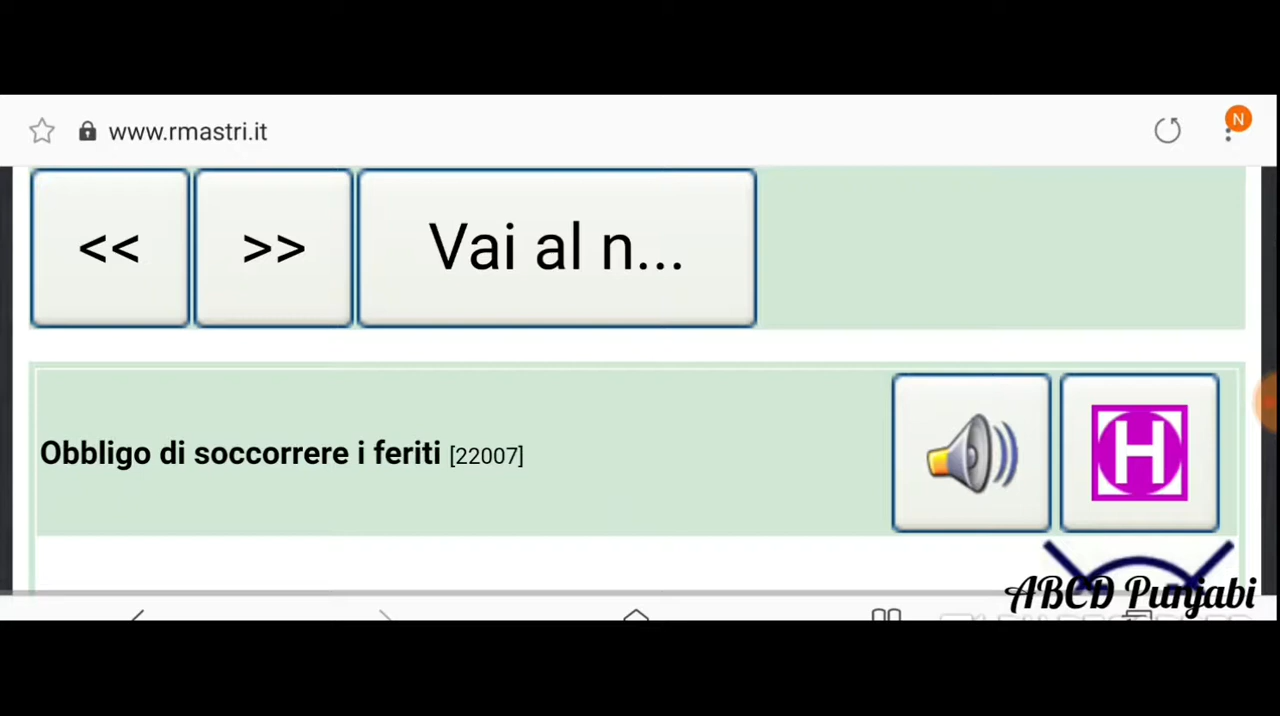 www.rmastri.it
N
<< >> Vai al n...
Obbligo di soccorrere i feriti [22007]
H
ABCD Punjabi